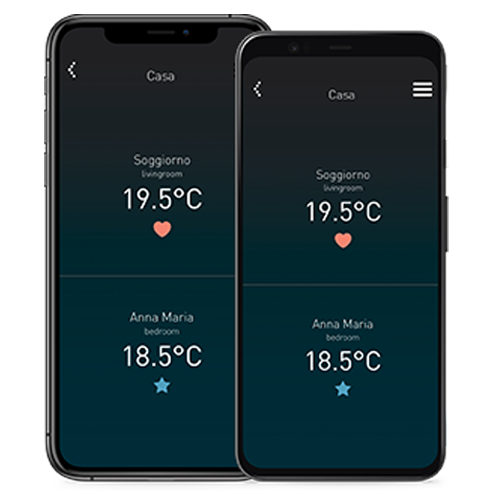 Casa
Soggiorno
livingroom
19.5°C
Anna Maria
bedroom
18.5°C
Casa
Soggiorno
livingroom
19.5°C
Anna Maria
bedroom
18.5°C